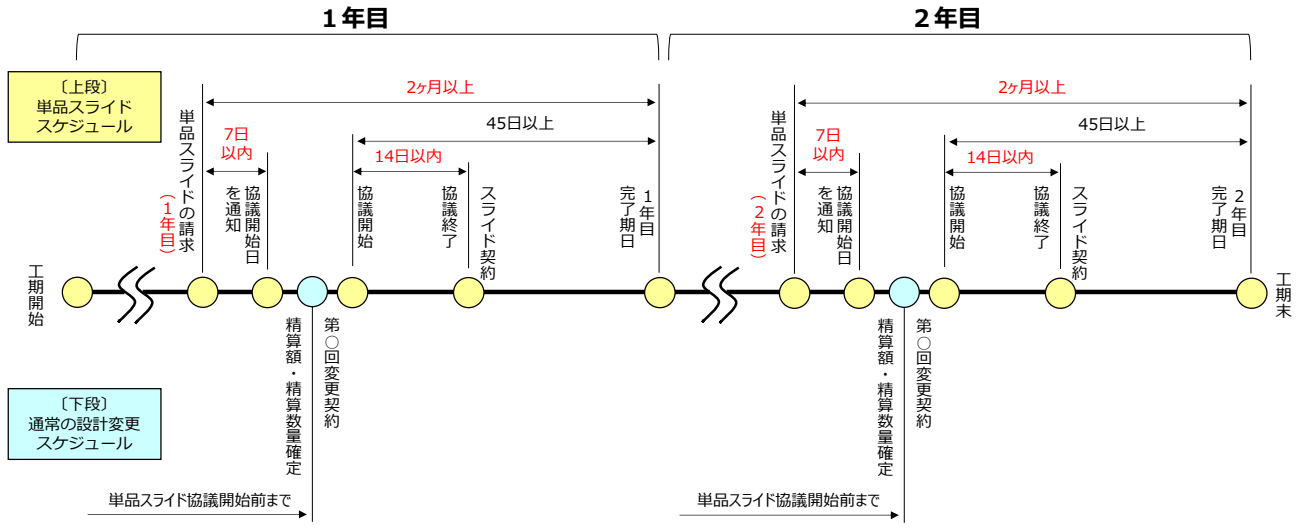 1年目
2年目
〔上段〕
単品スライド
スケジュール
2ヶ月以上
45日以上
7日
以内
14日以内
単品スライドの請求
（1年目）
協議開始日
を通知
協議開始
協議終了
スライド契約
1年目
完了期日
2ヶ月以上
45日以上
7日
以内
14日以内
単品スライドの請求
（2年目）
協議開始日
を通知
協議開始
協議終了
スライド契約
2年目
完了期日
工期開始
工期末
第○回変更契約
精算額・精算数量確定
第○回変更契約
精算額・精算数量確定
〔下段〕
通常の設計変更
スケジュール
単品スライド協議開始前まで
単品スライド協議開始前まで